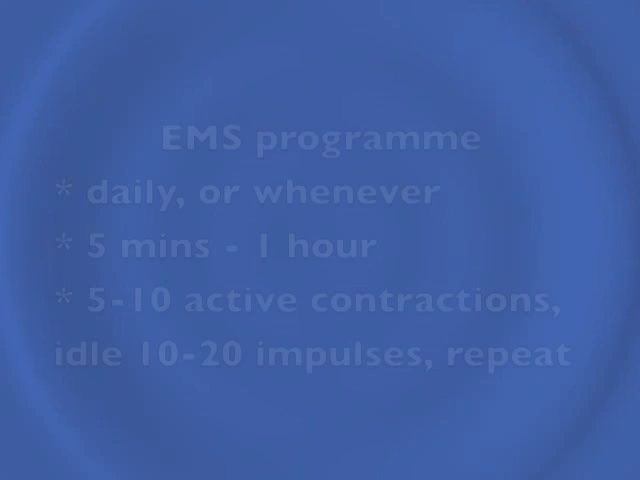 EMS programme
* daily, or whenever
* 5 mins - 1 hour
* 5-10 active contractions,
idle 10-20 impulses, repeat